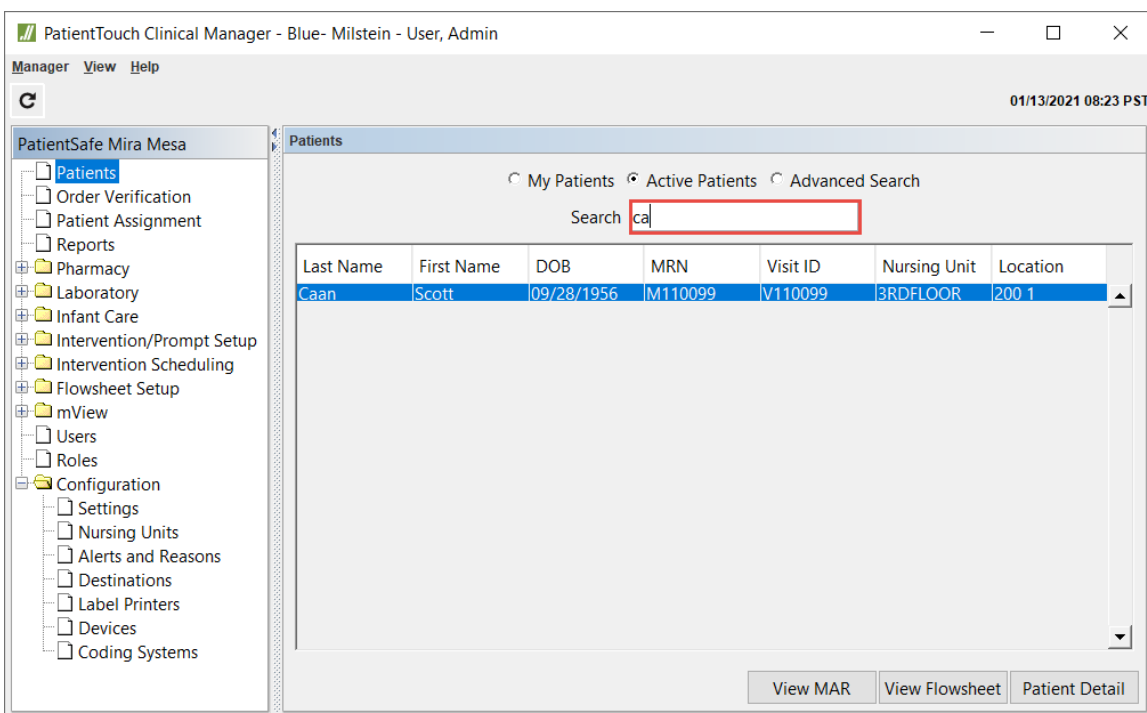 PatientTouch Clinical Manager - Blue- Milstein - User, Admin
Manager View Help
01/13/2021 08:23 PST
PatientSafe Mira Mesa
Patients
Order Verification
Patient Assignment
Reports
Pharmacy
Laboratory
Infant Care
Intervention/Prompt Setup
Intervention Scheduling
Flowsheet Setup
mView
Users
Roles
Configuration
Settings
Nursing Units
Alerts and Reasons
Destinations
Label Printers
Devices
Coding Systems
Patients
My Patients Active Patients Advanced Search
Search ca
Last Name First Name DOB MRN Visit ID Nursing Unit Location
Caan Scott 09/28/1956 M110099 V110099 3RDFLOOR 200 1
View MAR View Flowsheet Patient Detail